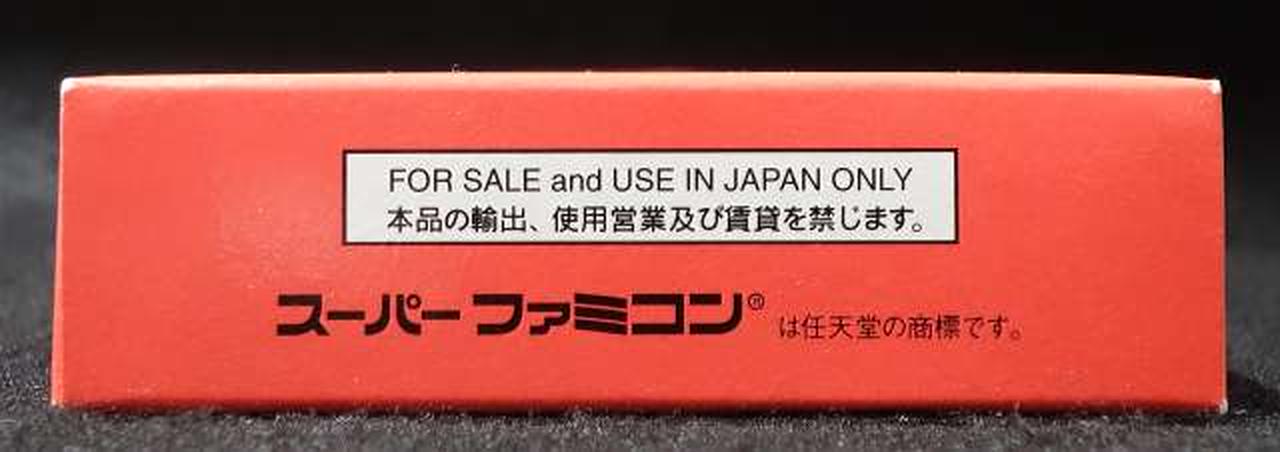 FOR SALE and USE IN JAPAN ONLY
本品の輸出、使用営業及び賃貸を禁じます。
スーパーファミコン® は任天堂の商標です。